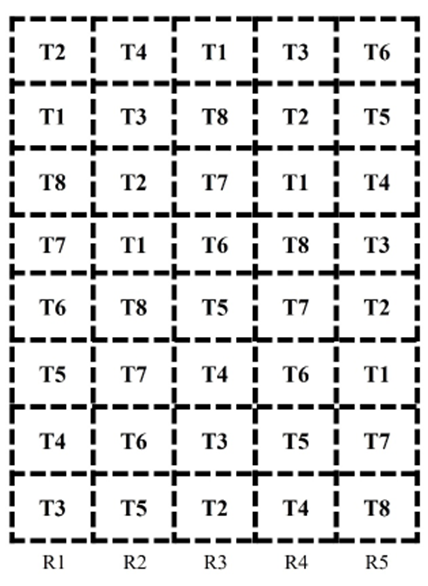 T2 T4 T1 T3 T6
T1 T3 T8 T2 T5
T8 T2 T7 T1 T4
T7 T1 T6 T8 T3
T6 T8 T5 T7 T2
T5 T7 T4 T6 T1
T4 T6 T3 T5 T7
T3 T5 T2 T4 T8
R1 R2 R3 R4 R5